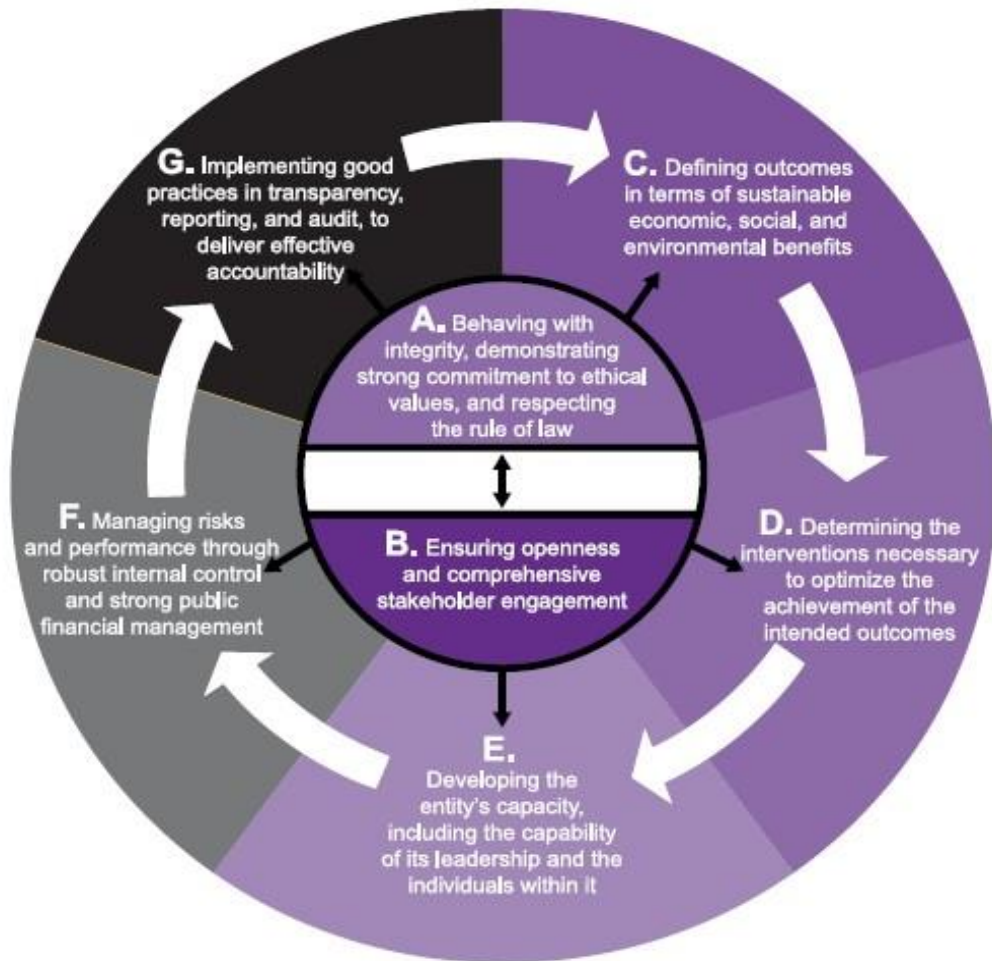 G. Implementing good
practices in transparency,
reporting, and audit, to
deliver effective
accountability
C. Defining outcomes
in terms of sustainable
economic, social, and
environmental benefits
A. Behaving with
integrity, demonstrating
strong commitment to ethical
values, and respecting
the rule of law
F. Managing risks
and performance through
robust internal control
and strong public
financial management
B. Ensuring openness
and comprehensive
stakeholder engagement
D. Determining the
interventions necessary
to optimize the
achievement of the
intended outcomes
E.
Developing the
entity's capacity,
including the capability
of its leadership and the
individuals within it